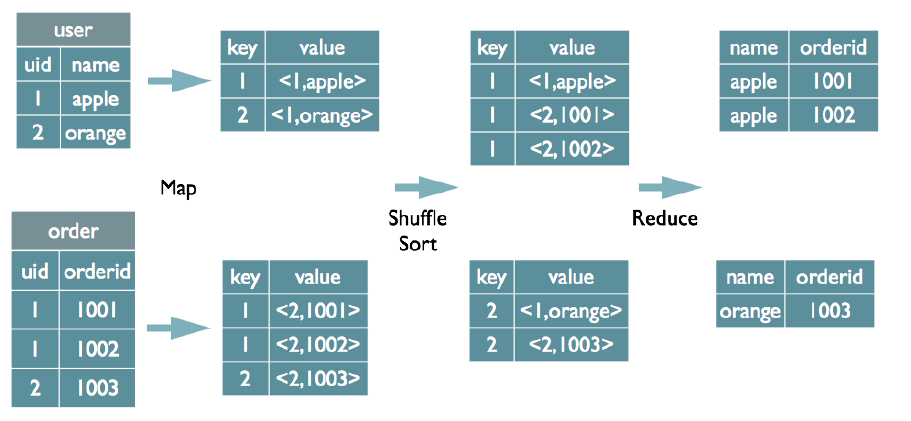 user
uid name
1 apple
2 orange
key value
1 <1,apple>
2 <1,orange>
key value
1 <1,apple>
1 <2,1001>
1 <2,1002>
name orderid
apple 1001
apple 1002
Map
Shuffle
Sort
Reduce
order
uid orderid
1 1001
1 1002
2 1003
key value
1 <2,1001>
1 <2,1002>
2 <2,1003>
key value
2 <1,orange>
2 <2,1003>
name orderid
orange 1003